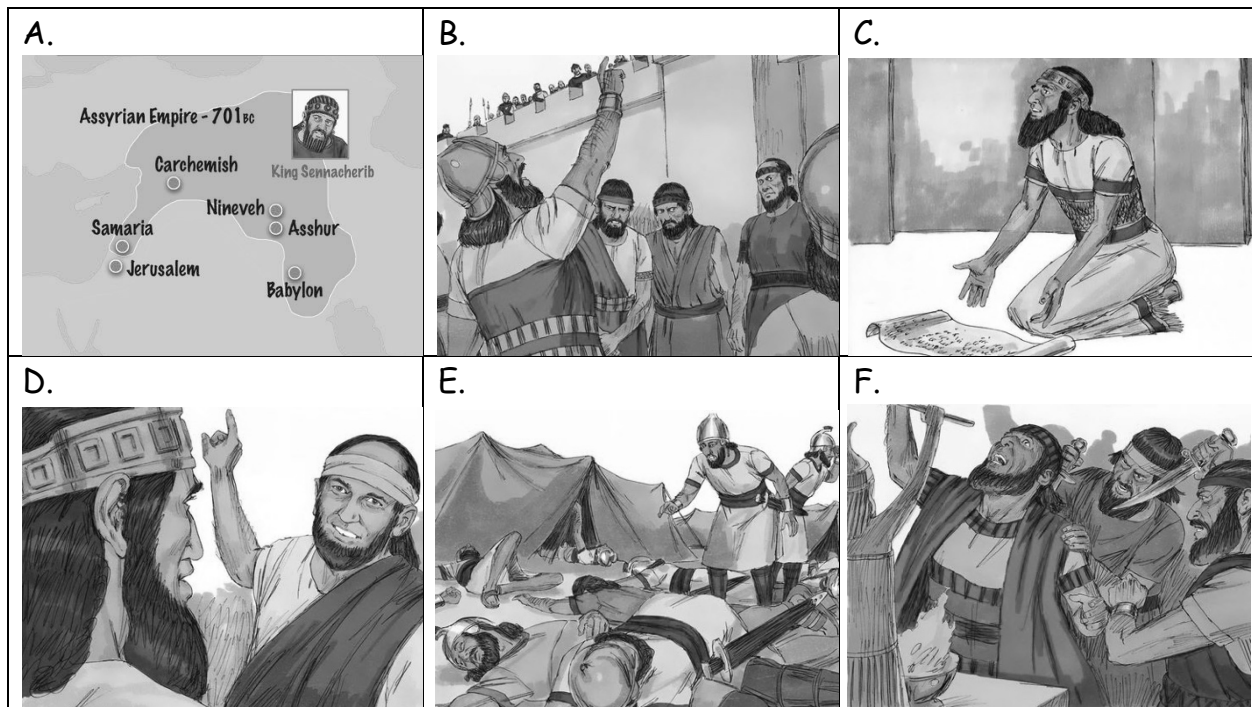 A.
B.
C.
Assyrian Empire - 701BC
King Sennacherib
Carchemish
Nineveh
Samaria
Asshur
Jerusalem
Babylon
D.
E.
F.